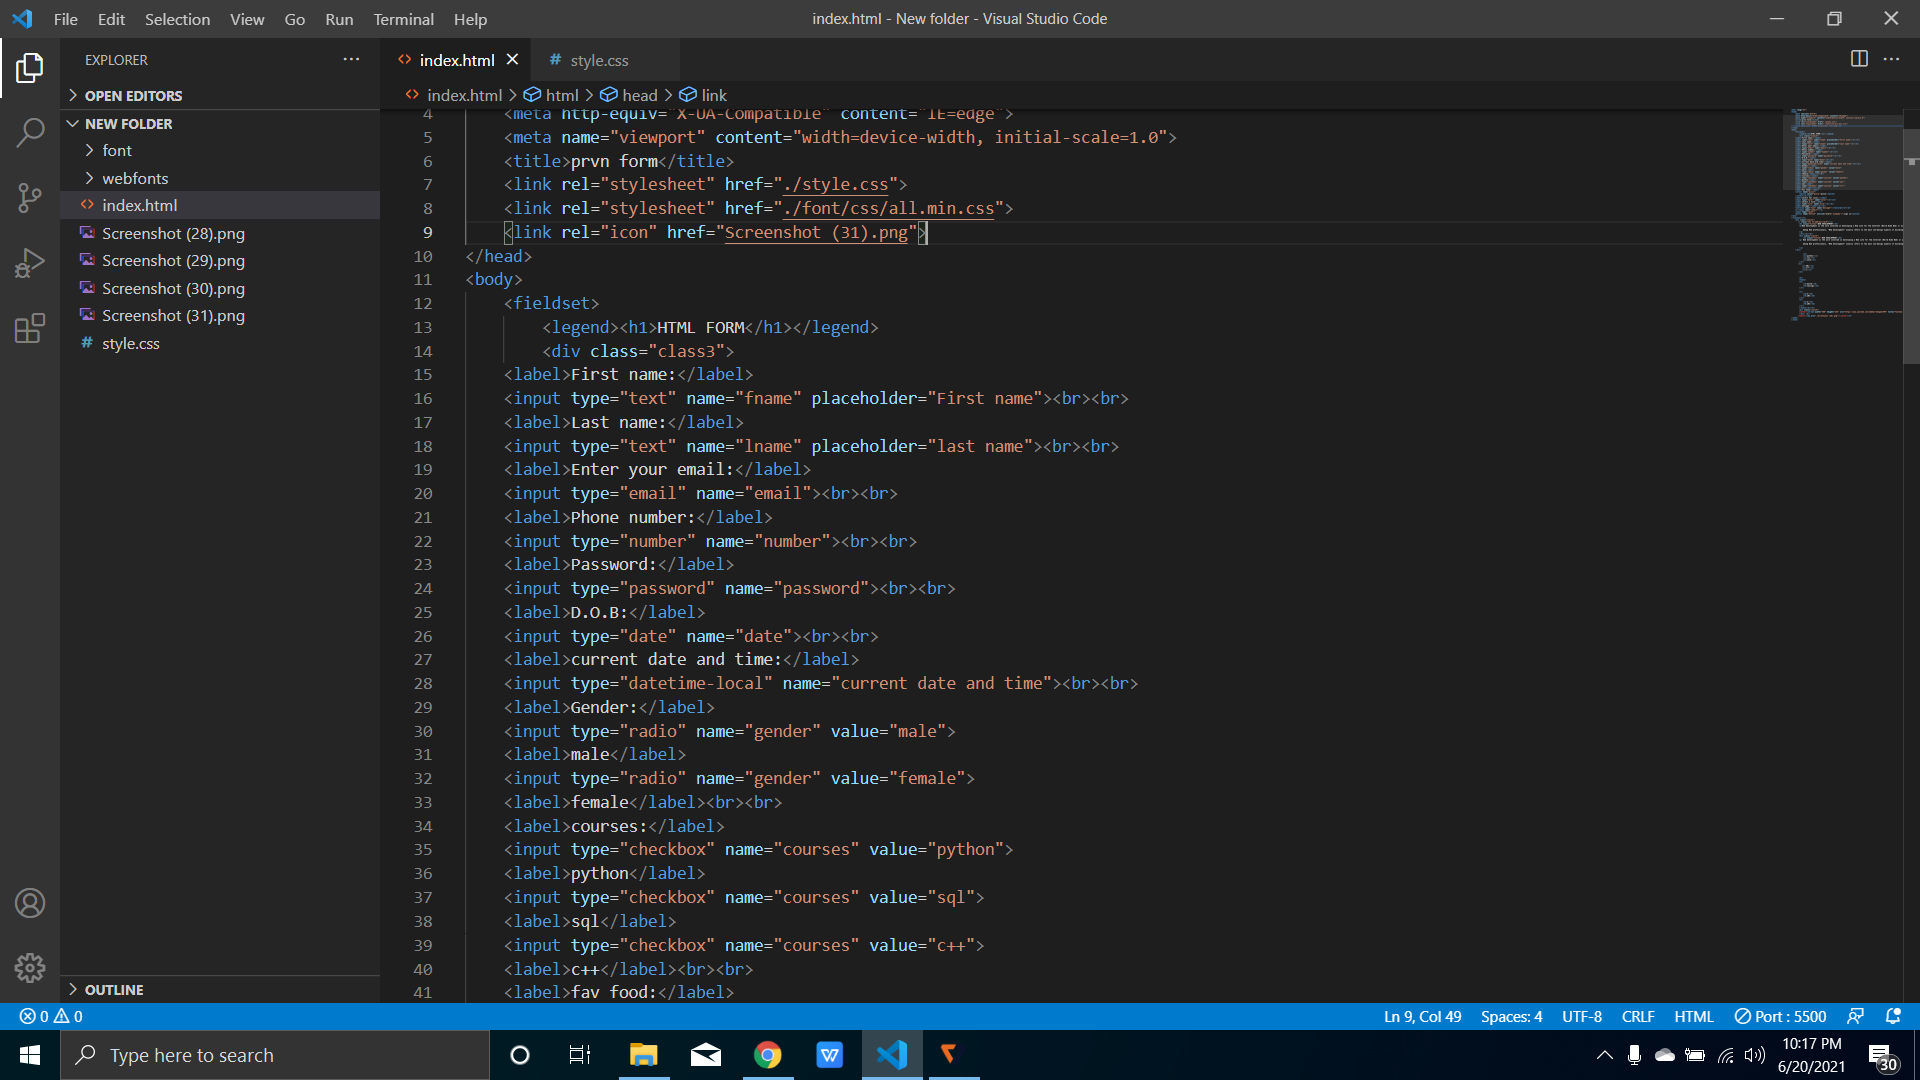 File Edit Selection View Go Run Terminal Help
index.html - New folder - Visual Studio Code
EXPLORER
OPEN EDITORS
NEW FOLDER
font
webfonts
index.html
Screenshot (28).png
Screenshot (29).png
Screenshot (30).png
Screenshot (31).png
style.css
OUTLINE
index.html style.css
index.html > html > head > link
4 <meta http-equiv="X-UA-Compatible" content="IE=edge">
5 <meta name="viewport" content="width=device-width, initial-scale=1.0">
6 <title>prvn form</title>
7 <link rel="stylesheet" href="./style.css">
8 <link rel="stylesheet" href="./font/css/all.min.css">
9 <link rel="icon" href="Screenshot (31).png">
10 </head>
11 <body>
12 <fieldset>
13 <legend><h1>HTML FORM</h1></legend>
14 <div class="class3">
15 <label>First name:</label>
16 <input type="text" name="fname" placeholder="First name"><br><br>
17 <label>Last name:</label>
18 <input type="text" name="lname" placeholder="last name"><br><br>
19 <label>Enter your email:</label>
20 <input type="email" name="email"><br><br>
21 <label>Phone number:</label>
22 <input type="number" name="number"><br><br>
23 <label>Password:</label>
24 <input type="password" name="password"><br><br>
25 <label>D.O.B:</label>
26 <input type="date" name="date"><br><br>
27 <label>current date and time:</label>
28 <input type="datetime-local" name="current date and time"><br><br>
29 <label>Gender:</label>
30 <input type="radio" name="gender" value="male">
31 <label>male</label>
32 <input type="radio" name="gender" value="female">
33 <label>female</label><br><br>
34 <label>courses:</label>
35 <input type="checkbox" name="courses" value="python">
36 <label>python</label>
37 <input type="checkbox" name="courses" value="sql">
38 <label>sql</label>
39 <input type="checkbox" name="courses" value="c++">
40 <label>c++</label><br><br>
41 <label>fav food:</label>
0 0
Ln 9, Col 49 Spaces: 4 UTF-8 CRLF HTML Port : 5500
Type here to search
10:17 PM
6/20/2021
30